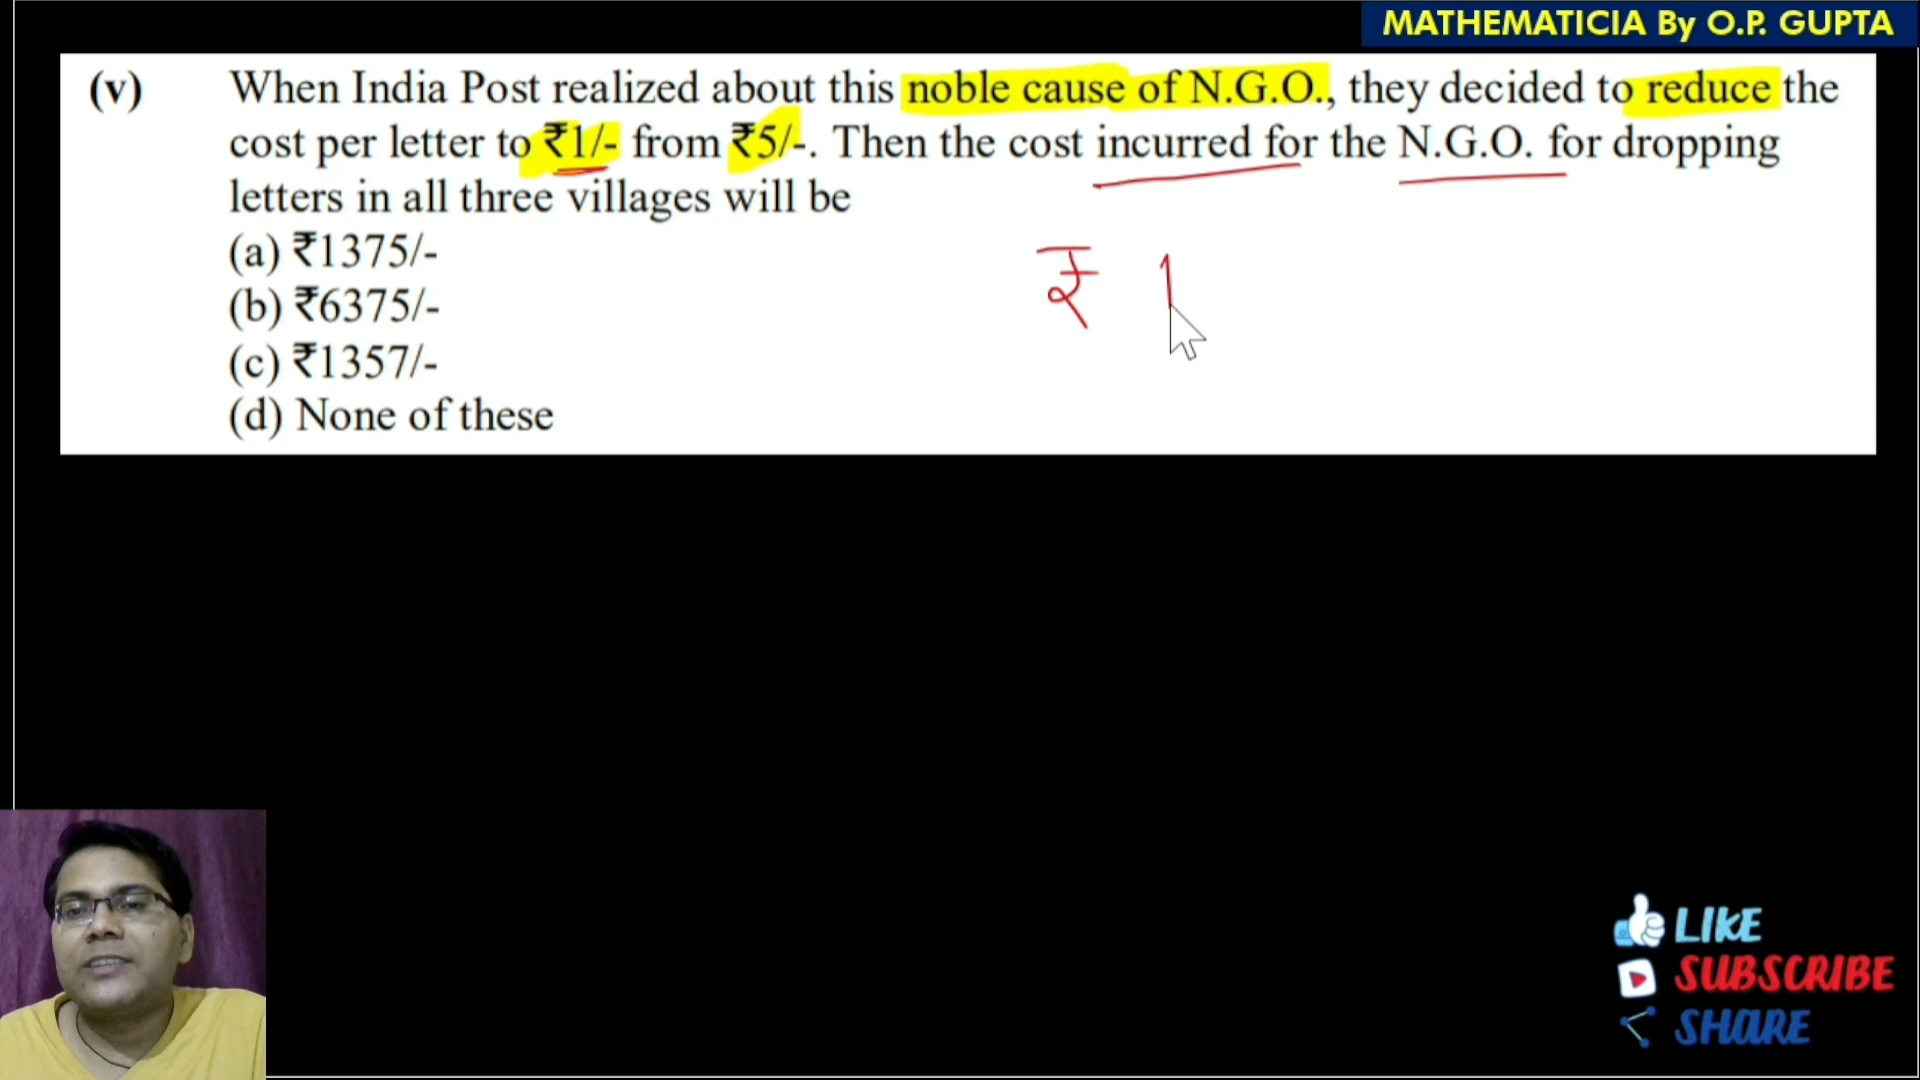 MATHEMATICIA By O.P. GUPTA
(v) When India Post realized about this noble cause of N.G.O., they decided to reduce the
cost per letter to ₹1/- from ₹5/-. Then the cost incurred for the N.G.O. for dropping
letters in all three villages will be
(a) ₹1375/-
(b) ₹6375/-
(c) ₹1357/-
(d) None of these
₹ 1
LIKE
SUBSCRIBE
SHARE